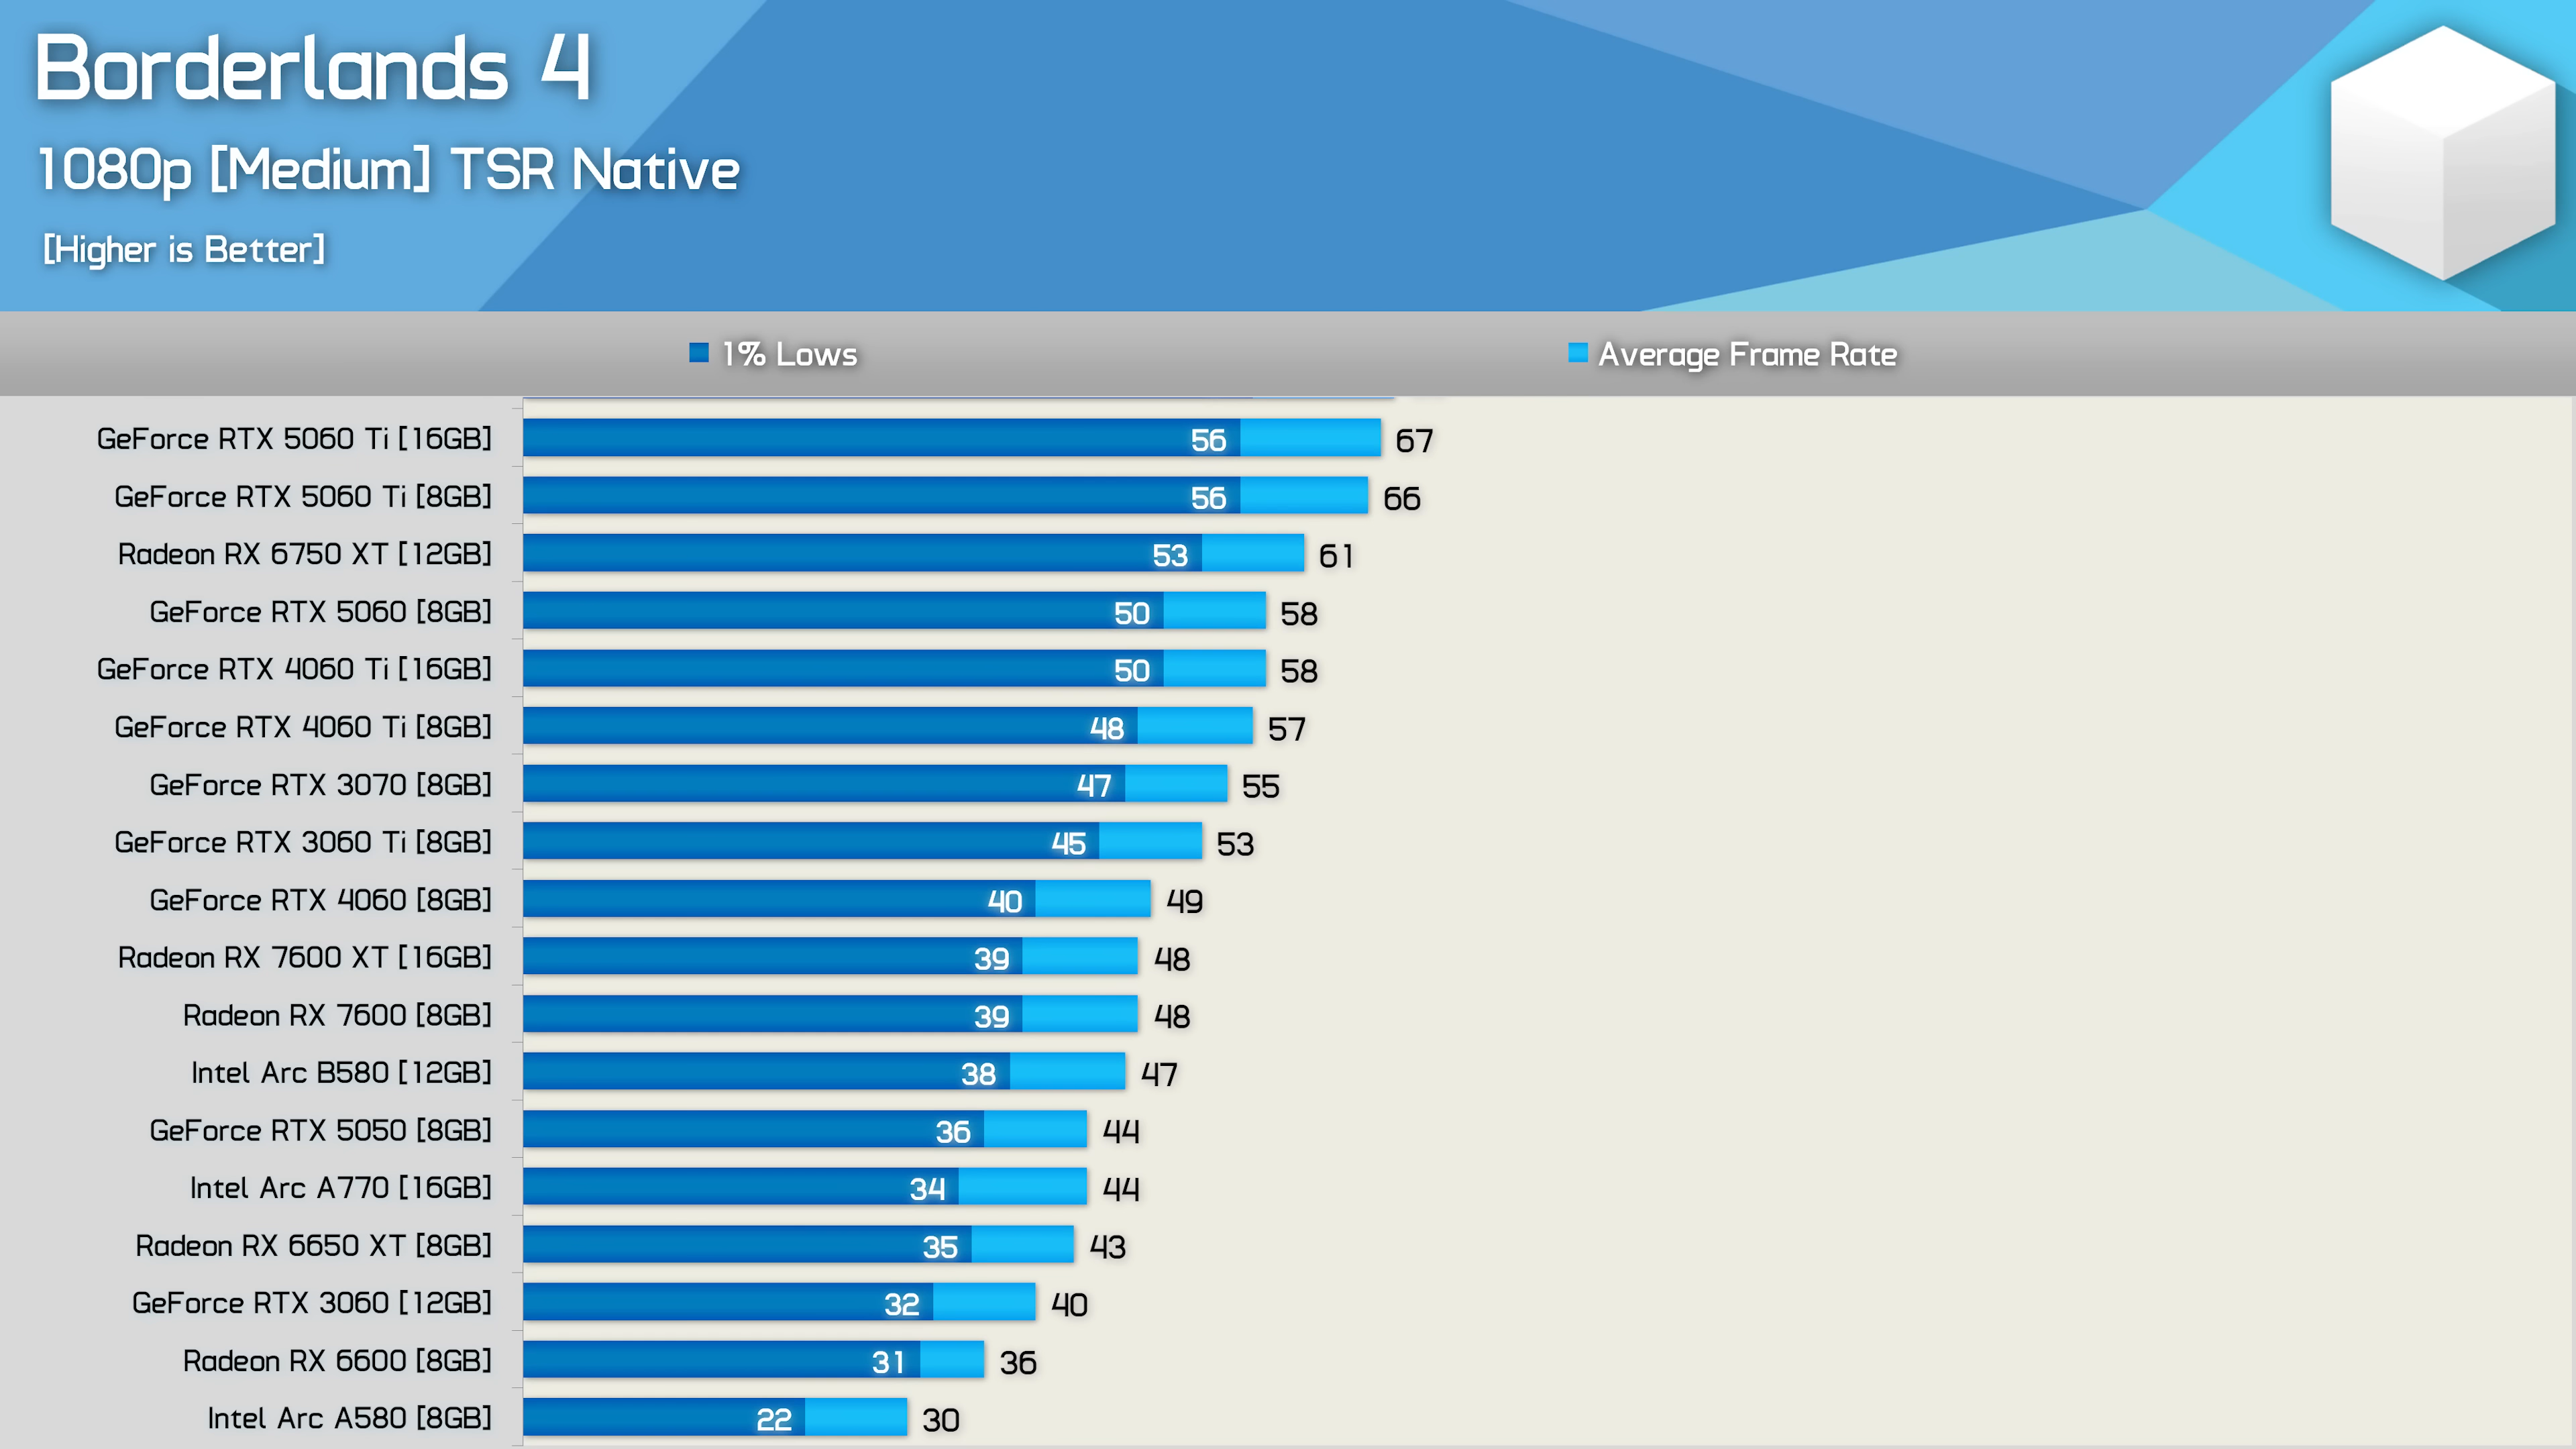 Borderlands 4
1080p [Medium] TSR Native
[Higher is Better]
1% Lows Average Frame Rate
GeForce RTX 5060 Ti [16GB] 56 67
GeForce RTX 5060 Ti [8GB] 56 66
Radeon RX 6750 XT [12GB] 53 61
GeForce RTX 5060 [8GB] 50 58
GeForce RTX 4060 Ti [16GB] 50 58
GeForce RTX 4060 Ti [8GB] 48 57
GeForce RTX 3070 [8GB] 47 55
GeForce RTX 3060 Ti [8GB] 45 53
GeForce RTX 4060 [8GB] 40 49
Radeon RX 7600 XT [16GB] 39 48
Radeon RX 7600 [8GB] 39 48
Intel Arc B580 [12GB] 38 47
GeForce RTX 5050 [8GB] 36 44
Intel Arc A770 [16GB] 34 44
Radeon RX 6650 XT [8GB] 35 43
GeForce RTX 3060 [12GB] 32 40
Radeon RX 6600 [8GB] 31 36
Intel Arc A580 [8GB] 22 30